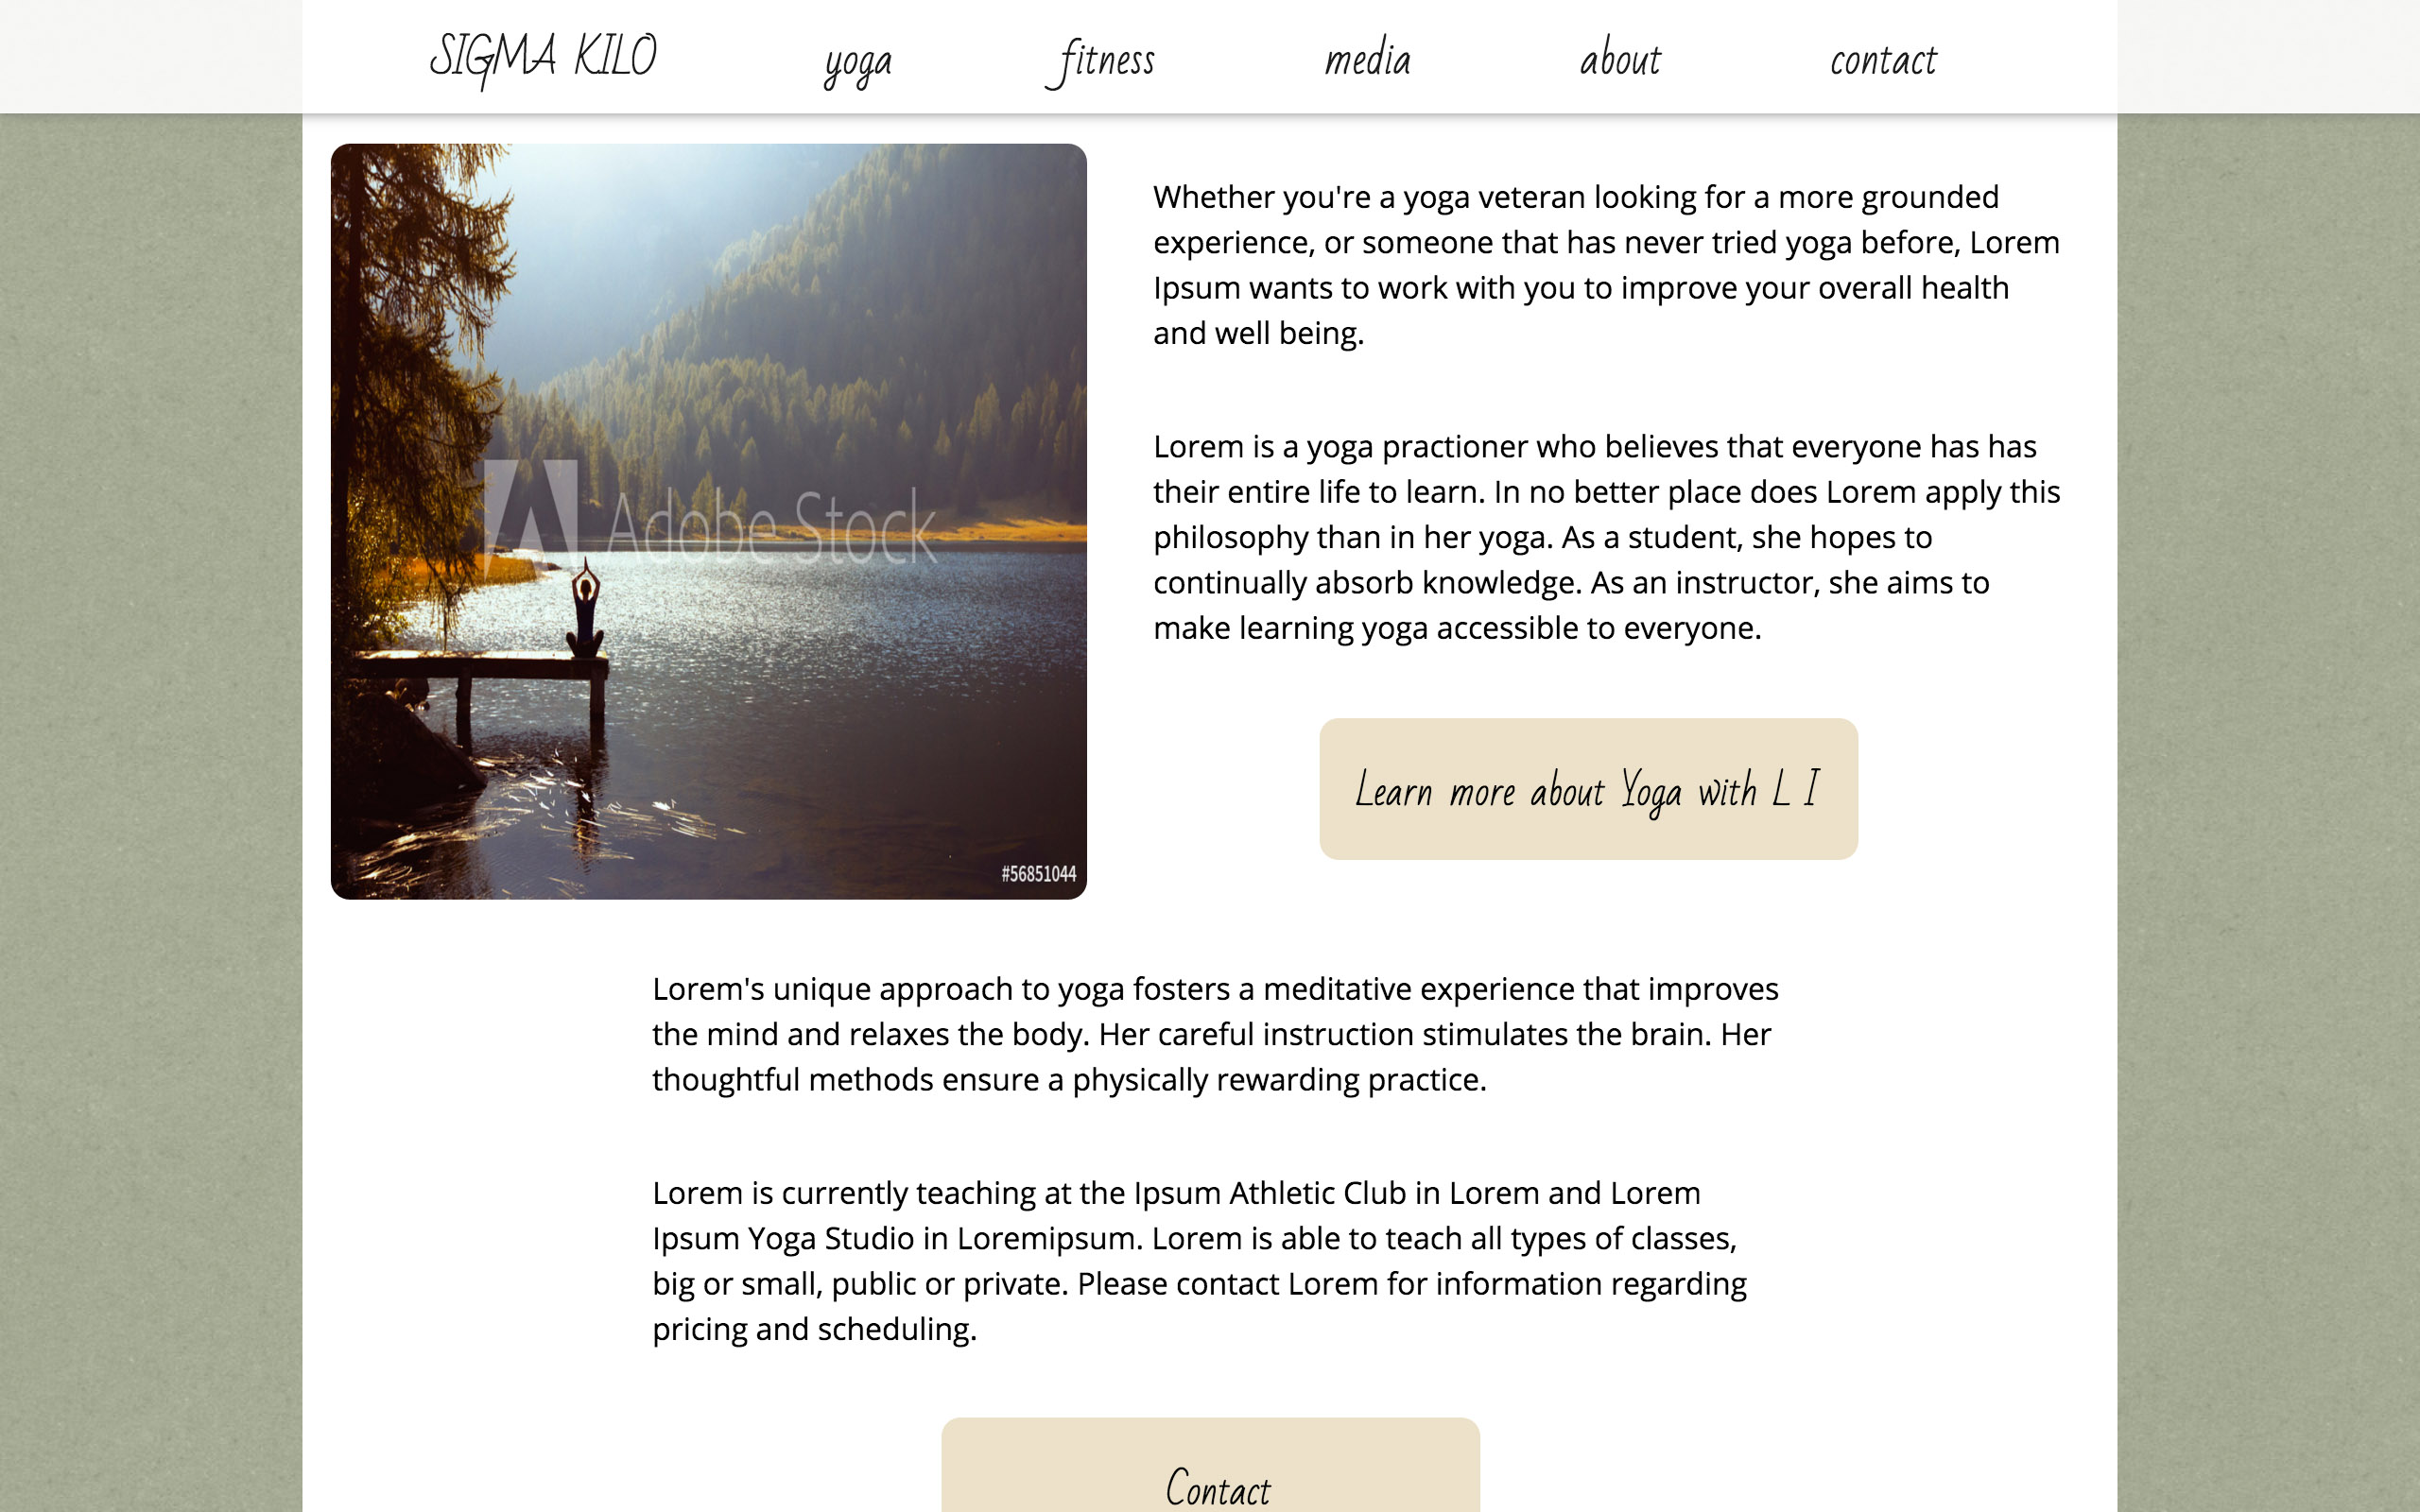 SIGMA KILO
yoga
fitness
media
about
contact
Whether you're a yoga veteran looking for a more grounded
experience, or someone that has never tried yoga before, Lorem
Ipsum wants to work with you to improve your overall health
and well being.
Adobe Stock
#56851044
Lorem is a yoga practioner who believes that everyone has has
their entire life to learn. In no better place does Lorem apply this
philosophy than in her yoga. As a student, she hopes to
continually absorb knowledge. As an instructor, she aims to
make learning yoga accessible to everyone.
Learn more about Yoga with L I
Lorem's unique approach to yoga fosters a meditative experience that improves
the mind and relaxes the body. Her careful instruction stimulates the brain. Her
thoughtful methods ensure a physically rewarding practice.
Lorem is currently teaching at the Ipsum Athletic Club in Lorem and Lorem
Ipsum Yoga Studio in Loremipsum. Lorem is able to teach all types of classes,
big or small, public or private. Please contact Lorem for information regarding
pricing and scheduling.
Contact